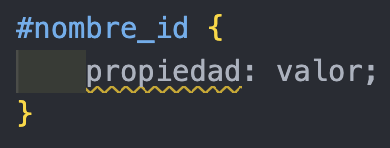 #nombre_id {
propiedad: valor;
}